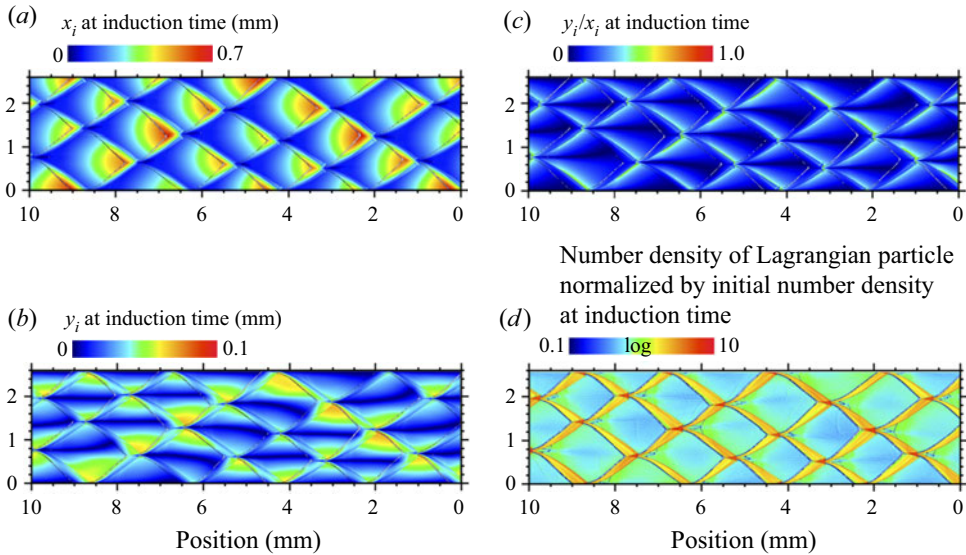 (a)
x_i at induction time (mm)
0 0.7
2
1
0
10 8 6 4 2 0
(c)
y_i/x_i at induction time
0 1.0
2
1
0
10 8 6 4 2 0
(b)
y_i at induction time (mm)
0 0.1
2
1
0
10 8 6 4 2 0
Position (mm)
Number density of Lagrangian particle
normalized by initial number density
(d) at induction time
0.1 log 10
2
1
0
10 8 6 4 2 0
Position (mm)